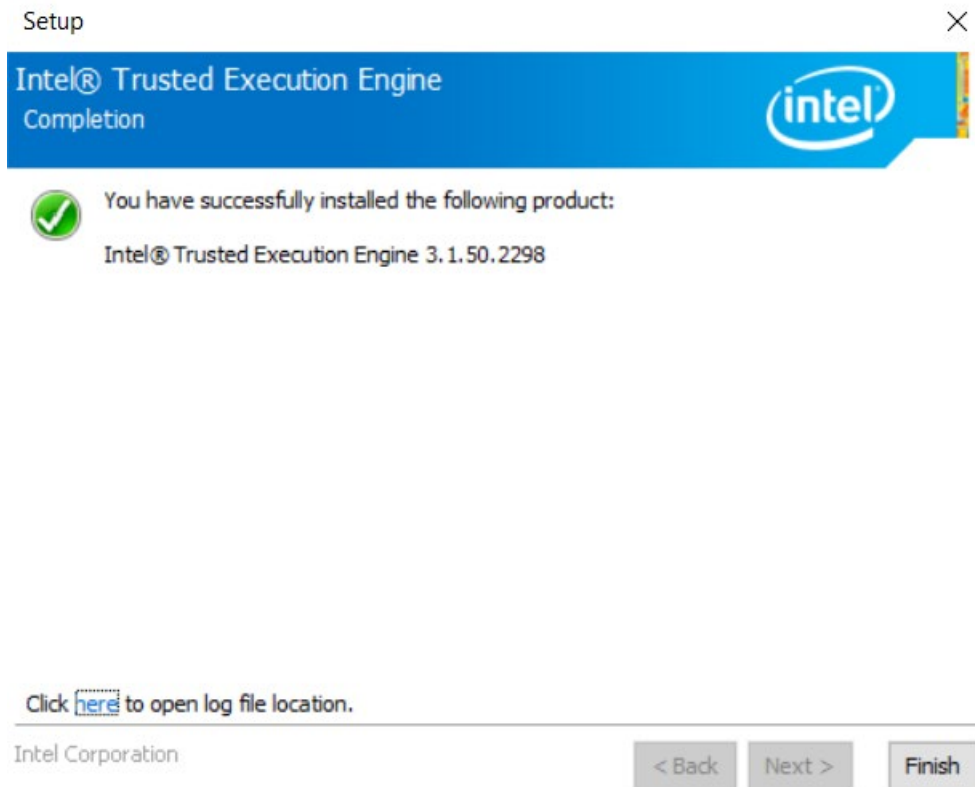 Setup
Intel® Trusted Execution Engine
Completion
intel
You have successfully installed the following product:
Intel® Trusted Execution Engine 3.1.50.2298
Click here to open log file location.
Intel Corporation
< Back Next > Finish